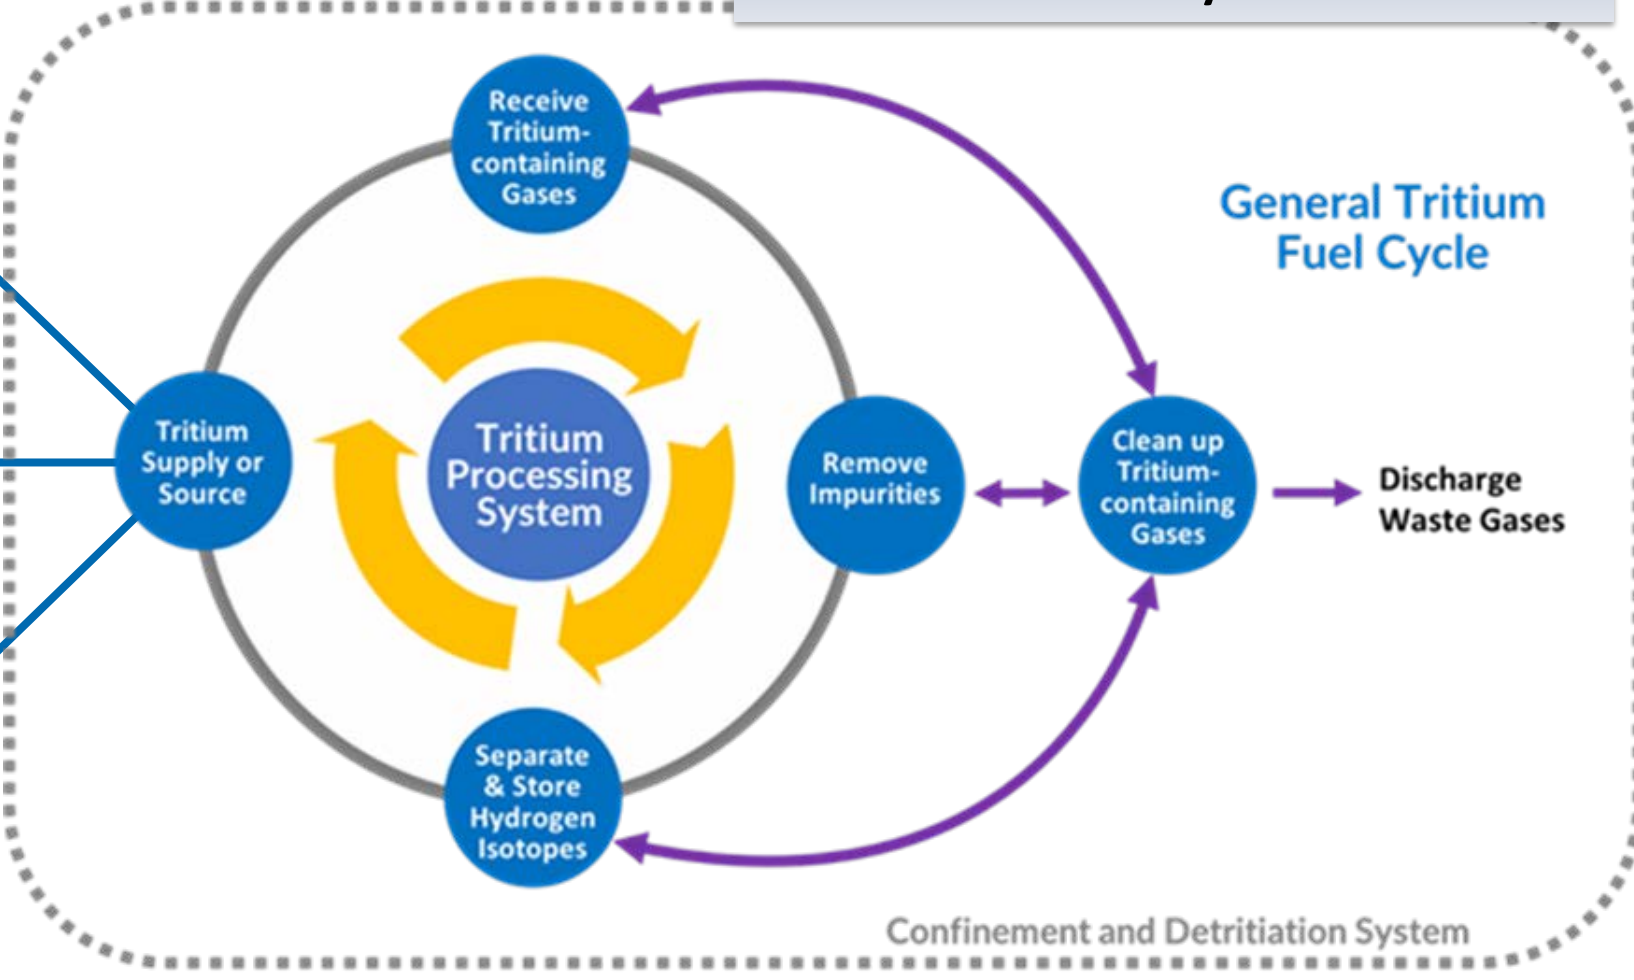 Receive
Tritium-
containing
Gases
General Tritium
Fuel Cycle
Tritium
Supply or
Source
Tritium
Processing
System
Remove
Impurities
Clean up
Tritium-
containing
Gases
Discharge
Waste Gases
Separate
& Store
Hydrogen
Isotopes
Confinement and Detritiation System